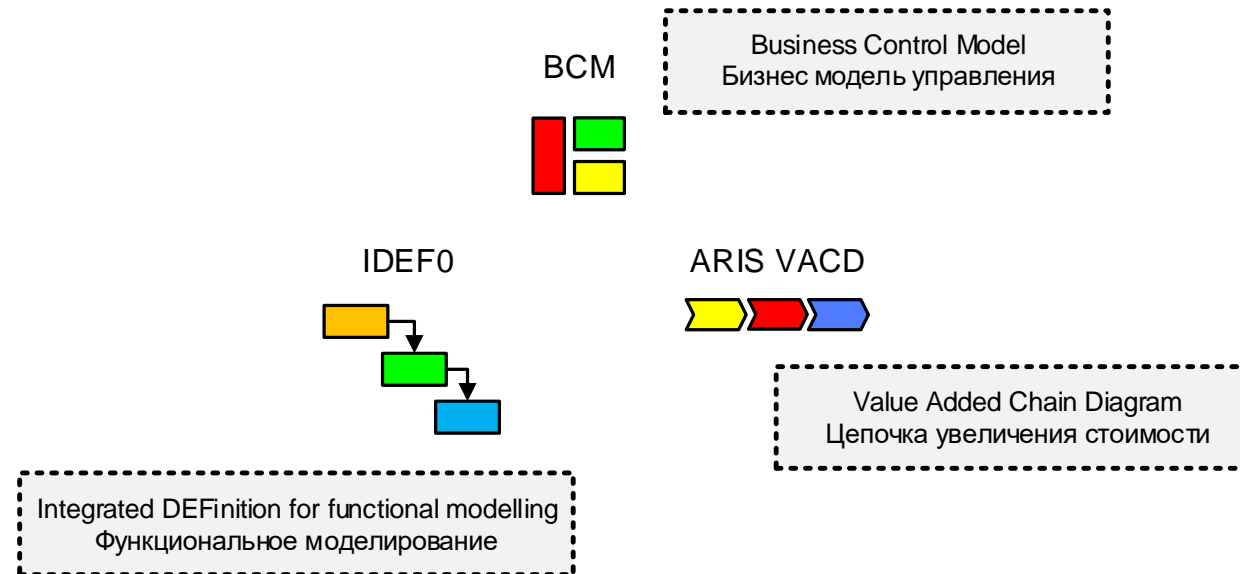 BCM
Business Control Model
Бизнес модель управления
IDEF0
ARIS VACD
Value Added Chain Diagram
Цепочка увеличения стоимости
Integrated DEFinition for functional modelling
Функциональное моделирование